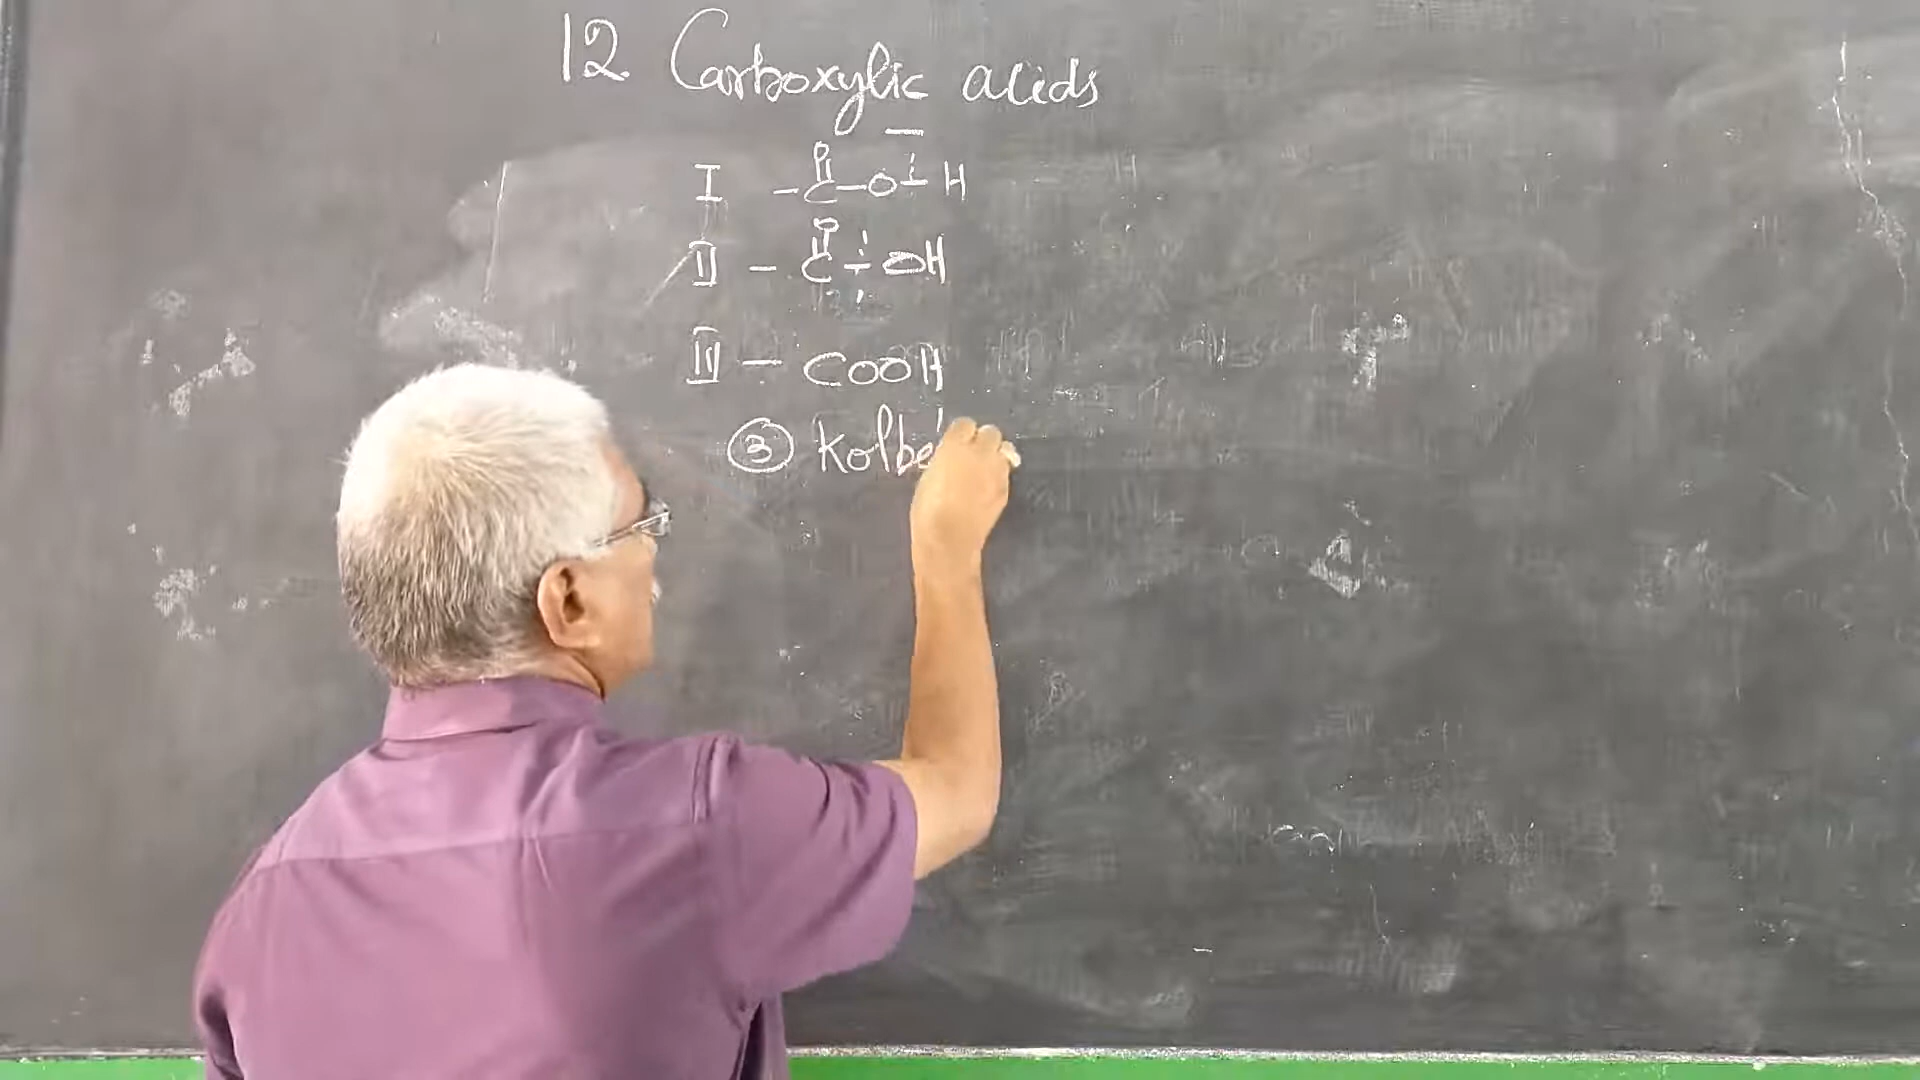 12 Carboxylic acids
O
I -C-O-H
O
II - C-OH
III - COOH
③ Kolbe'